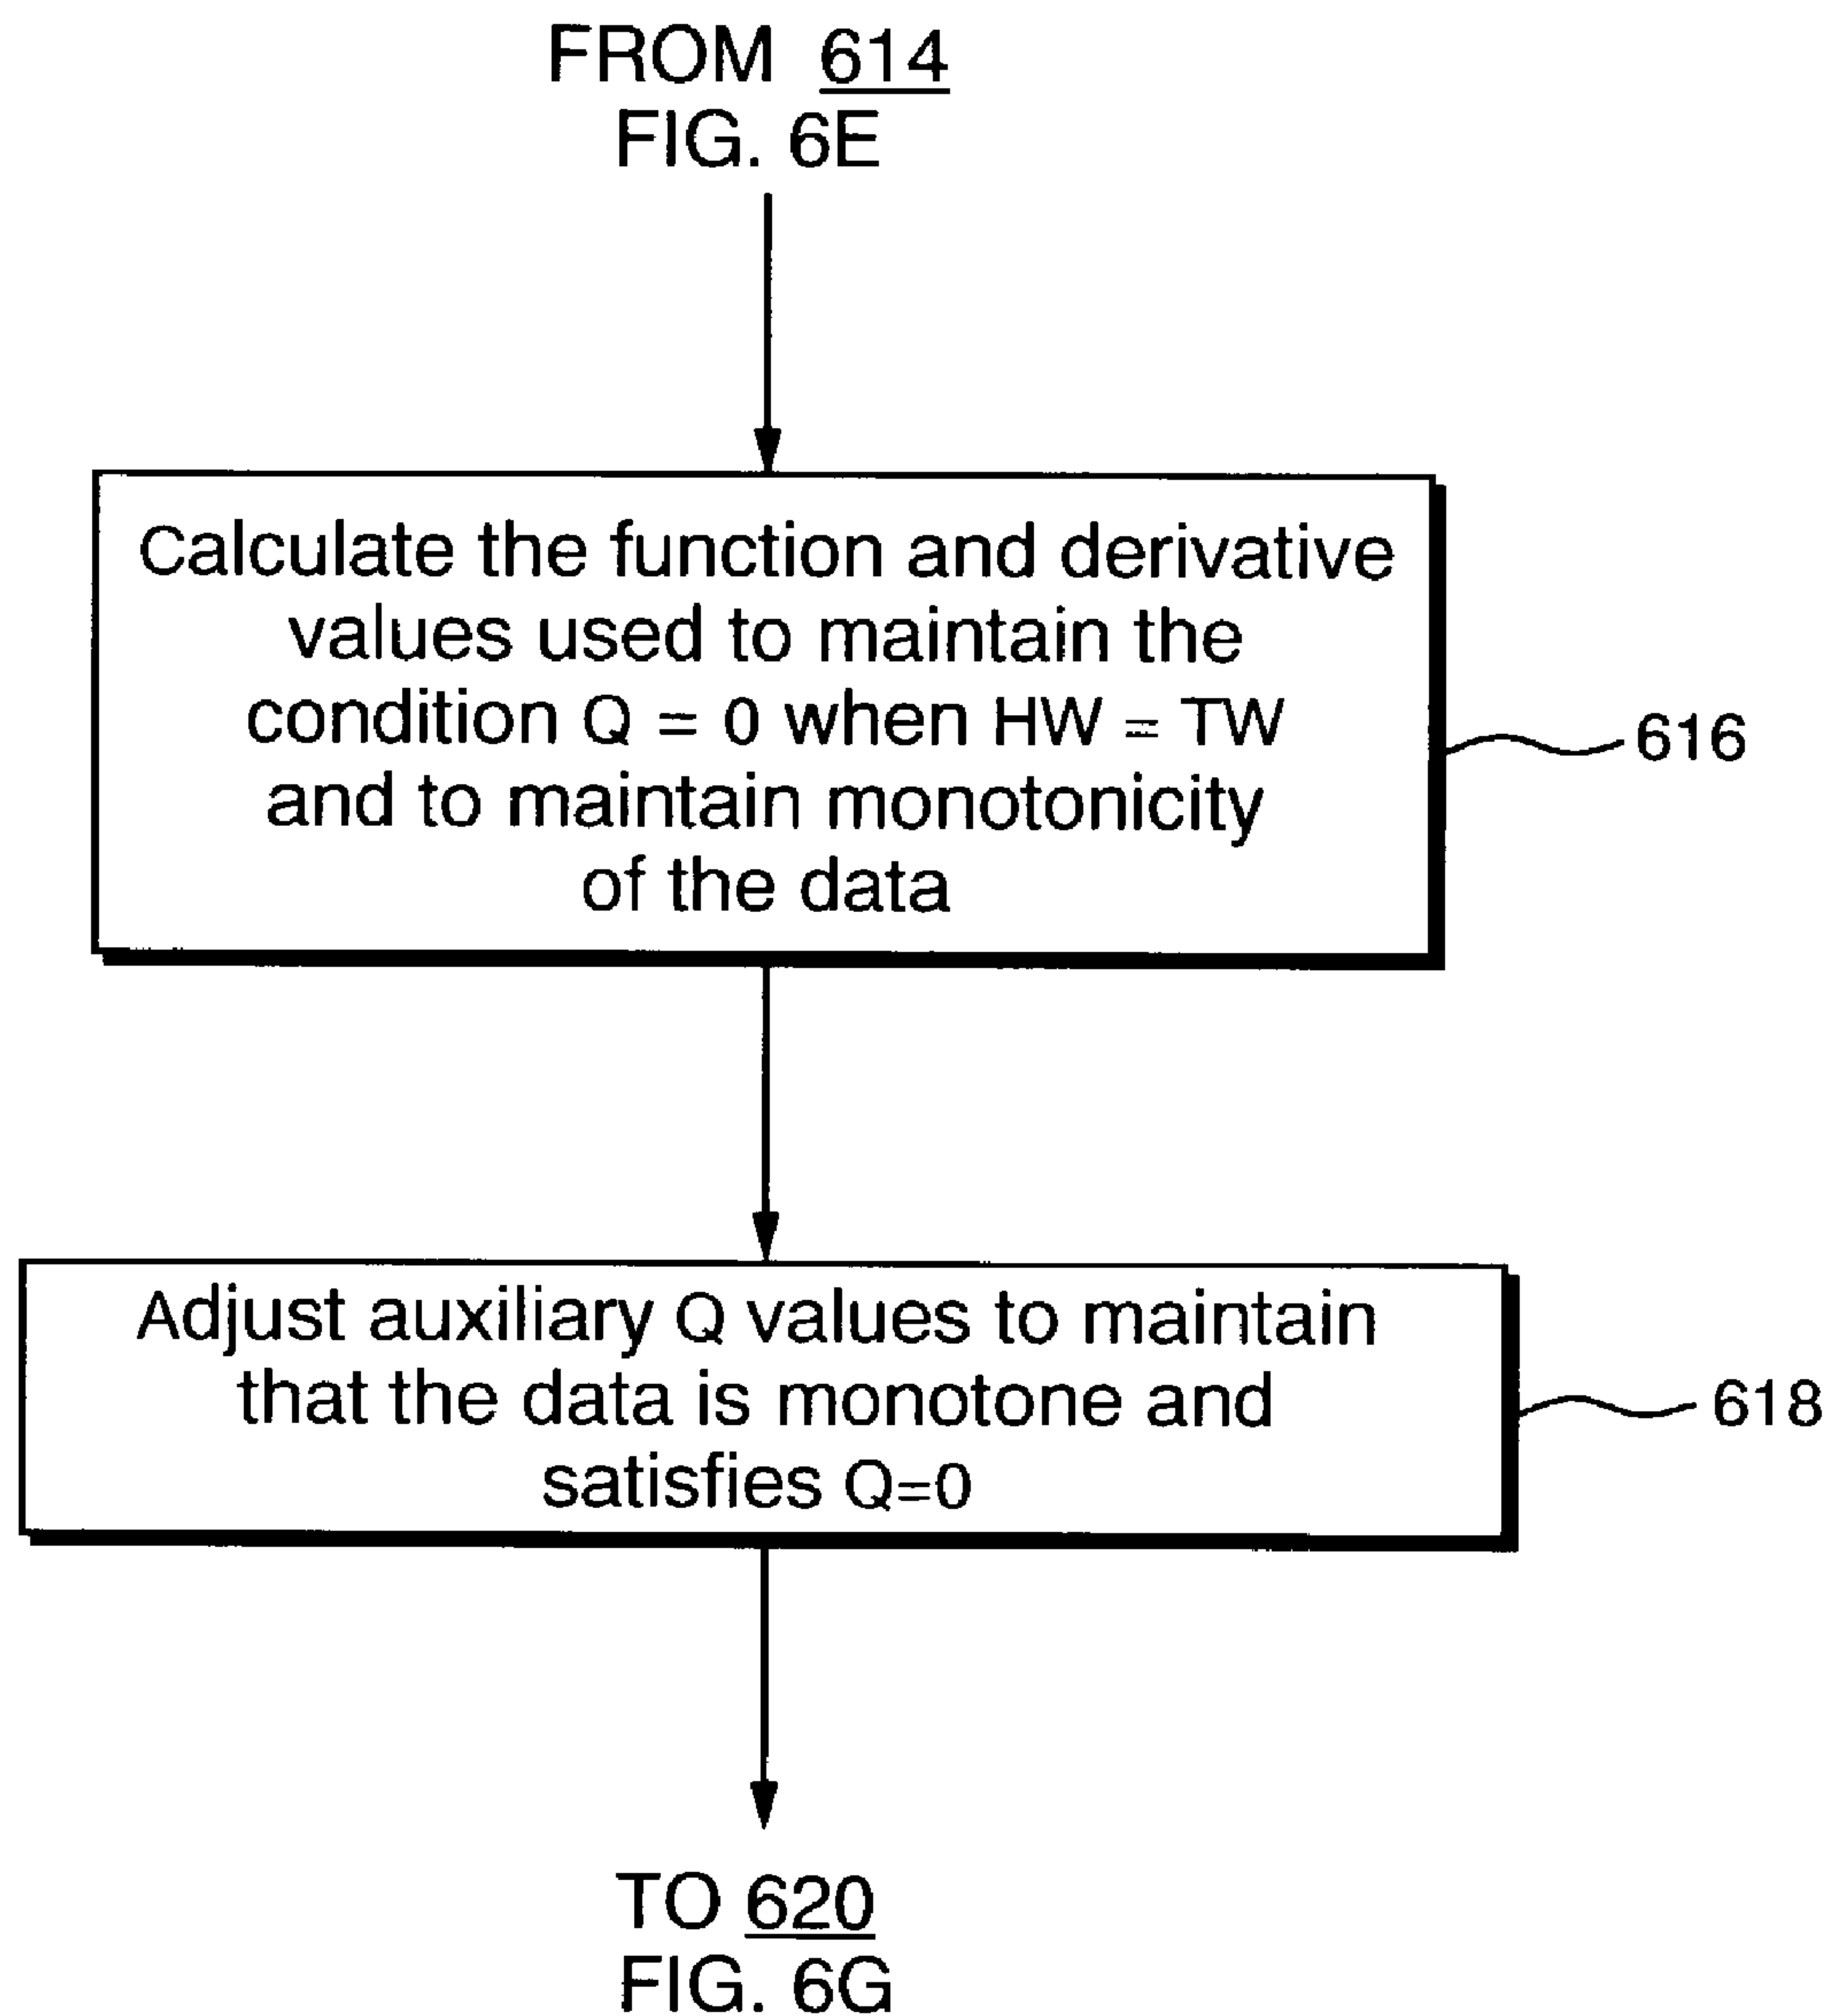 FROM 614
FIG. 6E
Calculate the function and derivative
values used to maintain the
condition Q = 0 when HW = TW
and to maintain monotonicity
of the data
616
Adjust auxiliary Q values to maintain
that the data is monotone and
satisfies Q=0
618
TO 620
FIG. 6G